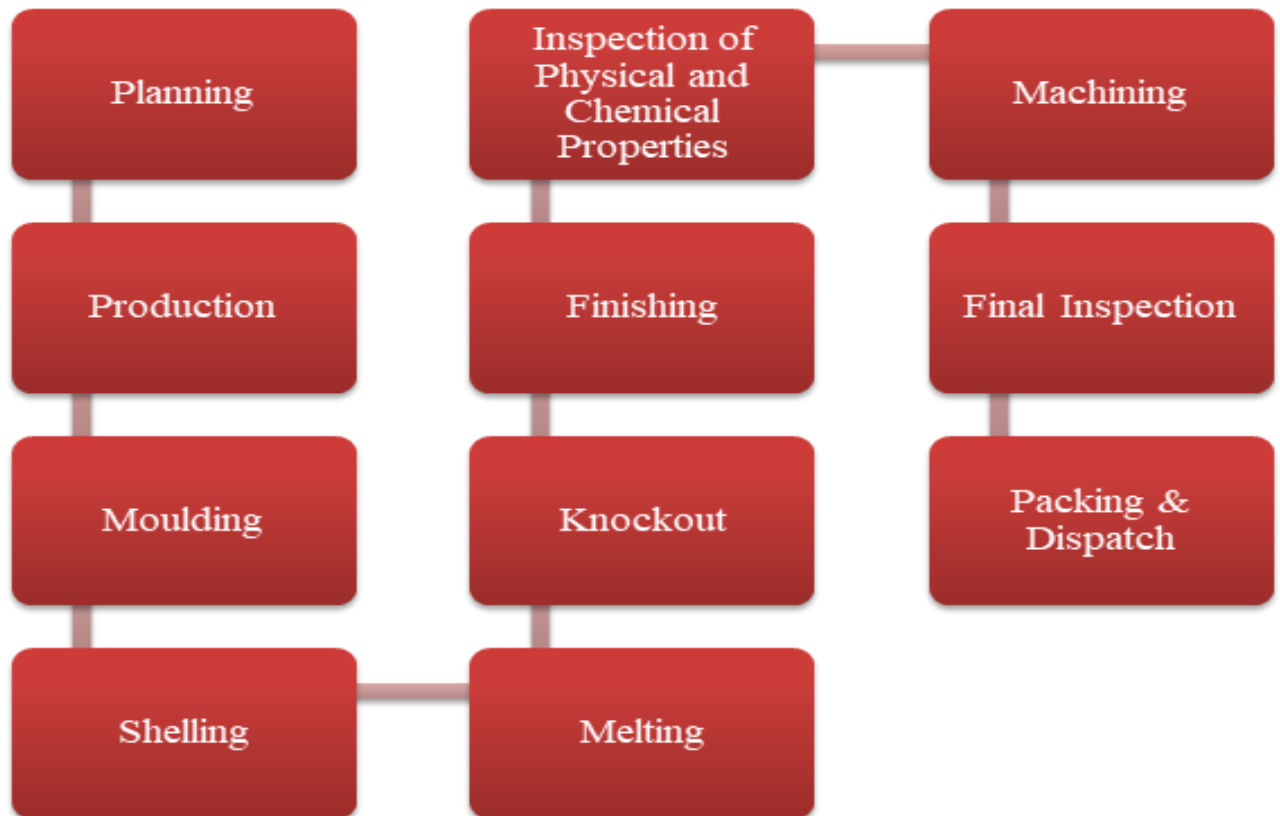 Planning
Production
Moulding
Shelling
Melting
Knockout
Finishing
Inspection of
Physical and
Chemical
Properties
Machining
Final Inspection
Packing &
Dispatch